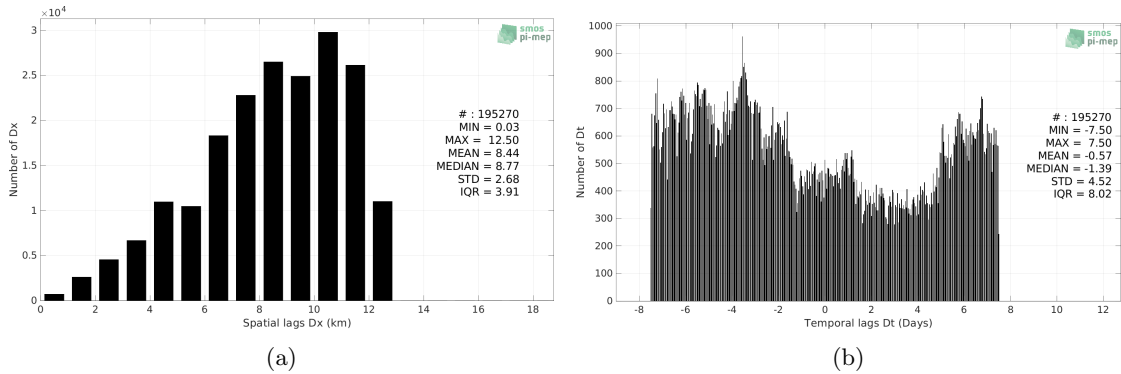 ×10⁴
3
2.5
2
1.5
1
0.5
0
Number of Dx
0 2 4 6 8 10 12 14 16 18
Spatial lags Dx (km)
smos
pi-mep
# : 195270
MIN = 0.03
MAX = 12.50
MEAN = 8.44
MEDIAN = 8.77
STD = 2.68
IQR = 3.91
(a)
1000
900
800
700
600
500
400
300
200
100
0
Number of Dt
-8 -6 -4 -2 0 2 4 6 8 10 12
Temporal lags Dt (Days)
smos
pi-mep
# : 195270
MIN = -7.50
MAX = 7.50
MEAN = -0.57
MEDIAN = -1.39
STD = 4.52
IQR = 8.02
(b)